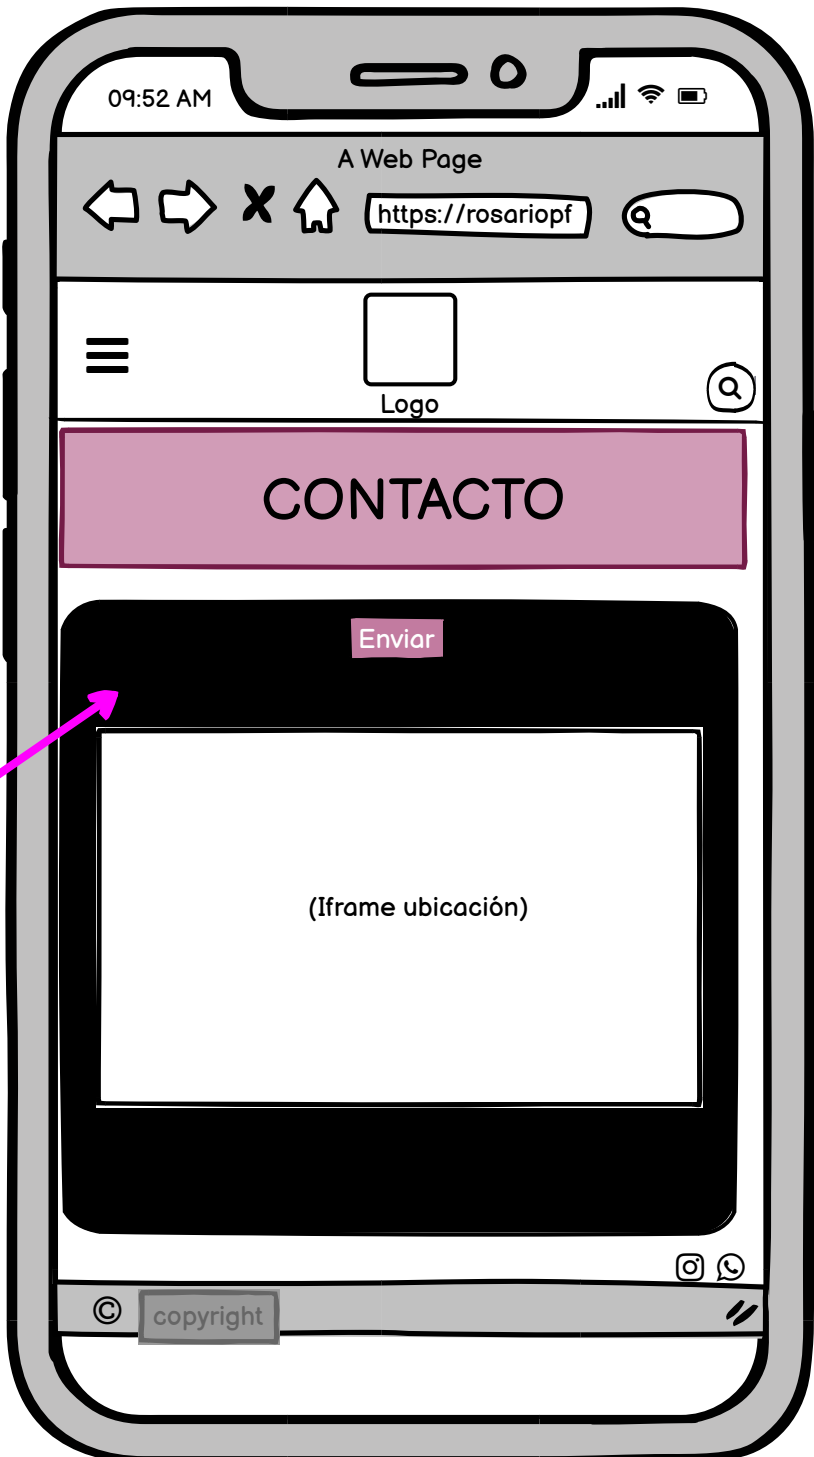 09:52 AM
A Web Page
https://rosariopf
Logo
CONTACTO
Enviar
(Iframe ubicación)
© copyright